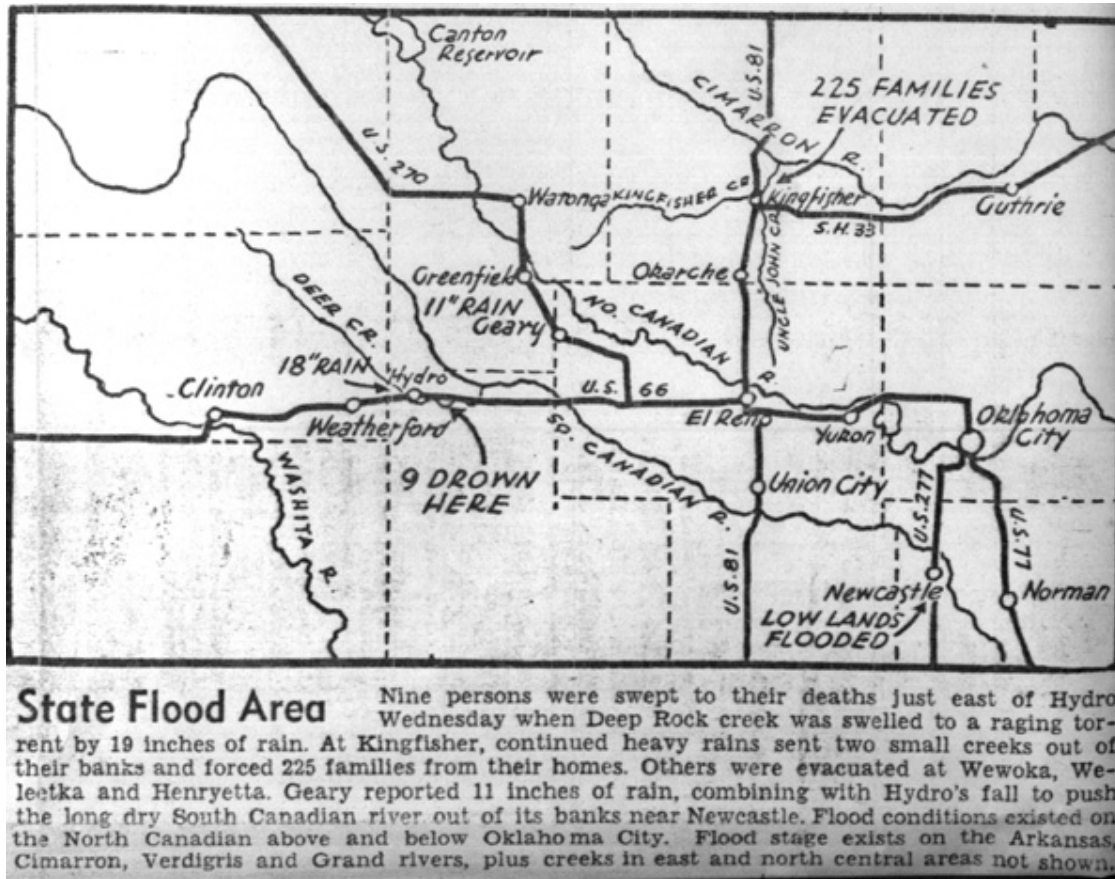 Canton
Reservoir
U.S. 81
CIMARRON R.
225 FAMILIES
EVACUATED
U.S. 270
Watonga
KINGFISHER CR
Kingfisher
Guthrie
S.H. 33
Greenfield
Okarche
UNCLE JOHN CR.
DEER CR.
11" RAIN
Geary
NO. CANADIAN R.
18" RAIN
Hydro
U.S. 66
Clinton
Weatherford
El Reno
Yukon
Oklahoma
City
9 DROWN
HERE
SO. CANADIAN R.
WASHITA R.
Union City
U.S. 277
U.S. 77
U.S. 81
Newcastle
Norman
LOW LANDS
FLOODED
State Flood Area Nine persons were swept to their deaths just east of Hydro
Wednesday when Deep Rock creek was swelled to a raging tor-
rent by 19 inches of rain. At Kingfisher, continued heavy rains sent two small creeks out of
their banks and forced 225 families from their homes. Others were evacuated at Wewoka, We-
leetka and Henryetta. Geary reported 11 inches of rain, combining with Hydro's fall to push
the long dry South Canadian river out of its banks near Newcastle. Flood conditions existed on
the North Canadian above and below Oklahoma City. Flood stage exists on the Arkansas,
Cimarron, Verdigris and Grand rivers, plus creeks in east and north central areas not shown.